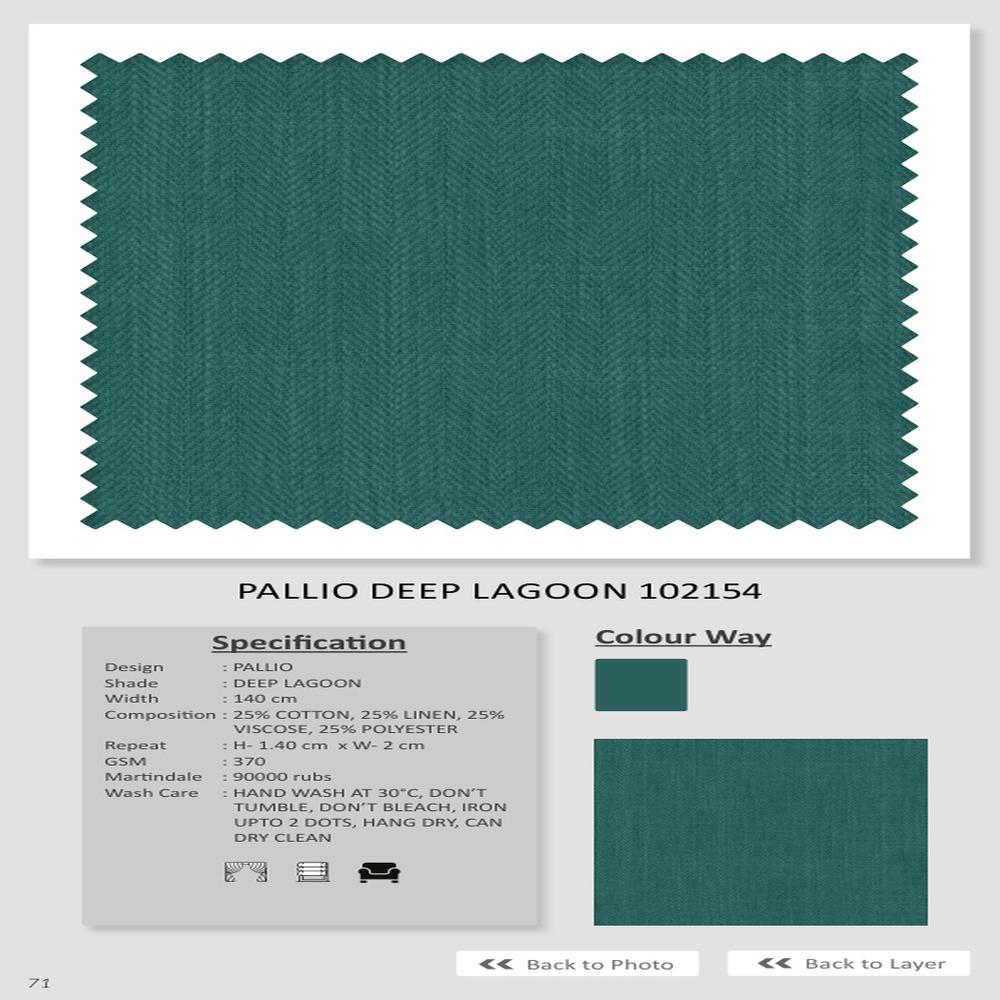 PALLIO DEEP LAGOON 102154
Specification
Design : PALLIO
Shade : DEEP LAGOON
Width : 140 cm
Composition : 25% COTTON, 25% LINEN, 25%
VISCOSE, 25% POLYESTER
Repeat : H- 1.40 cm x W- 2 cm
GSM : 370
Martindale : 90000 rubs
Wash Care : HAND WASH AT 30°C, DON’T
TUMBLE, DON’T BLEACH, IRON
UPTO 2 DOTS, HANG DRY, CAN
DRY CLEAN
Colour Way
Back to Photo
Back to Layer
71